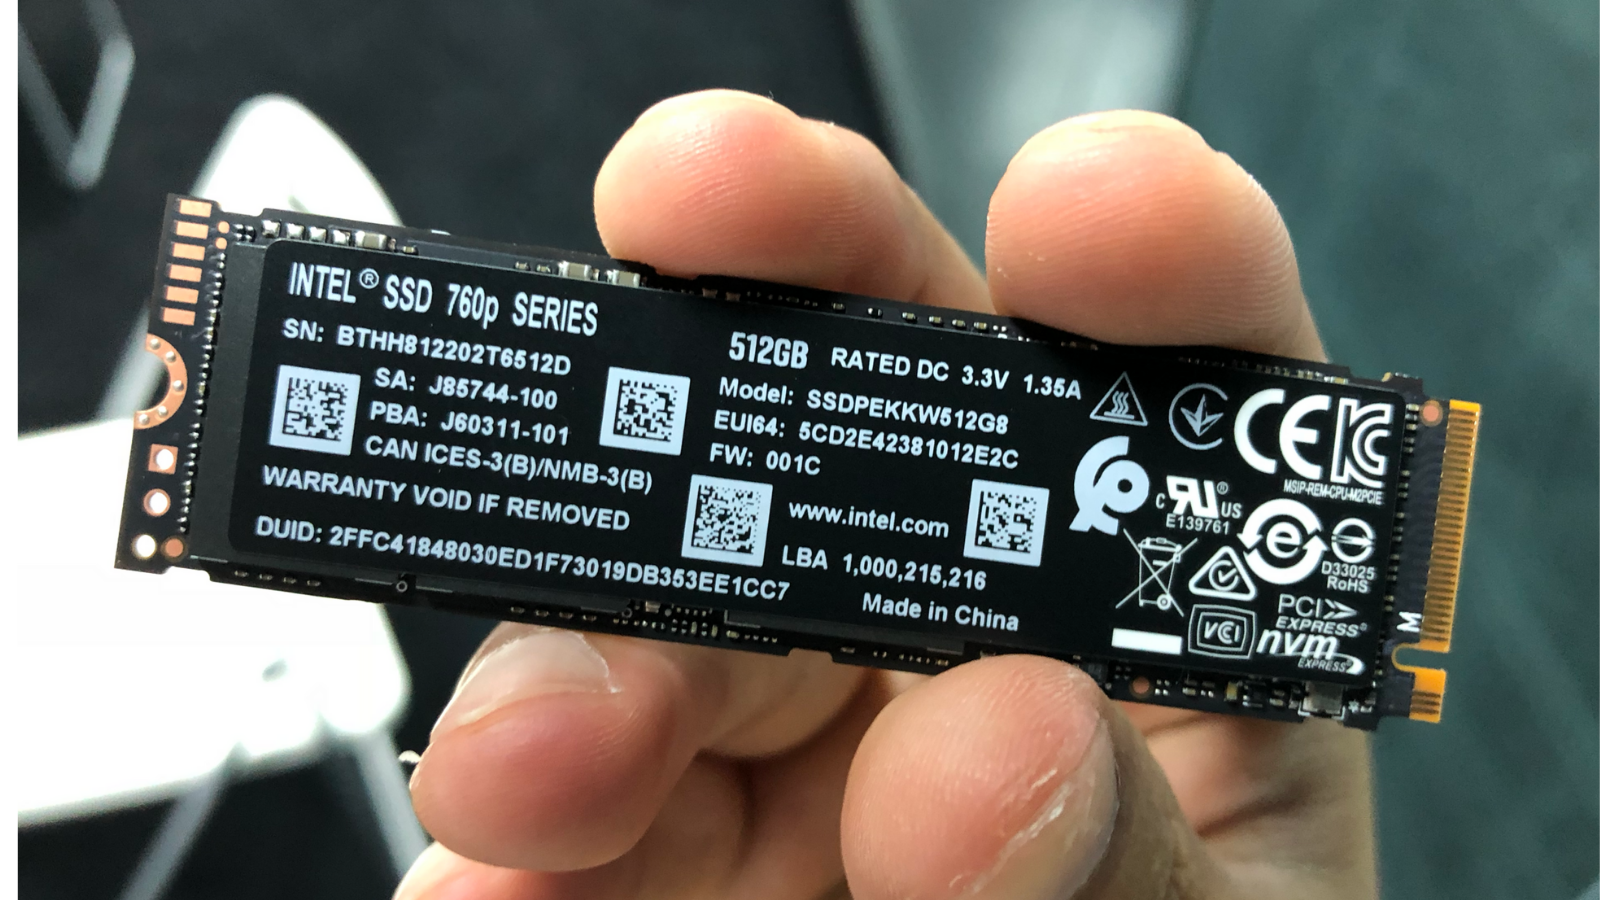 INTEL® SSD 760p SERIES
SN: BTHH812202T6512D
SA: J85744-100
PBA: J60311-101
CAN ICES-3(B)/NMB-3(B)
WARRANTY VOID IF REMOVED
DUID: 2FFC41848030ED1F73019DB353EE1CC7
512GB RATED DC 3.3V 1.35A
Model: SSDPEKKW512G8
EUI64: 5CD2E42381012E2C
FW: 001C
www.intel.com
LBA 1,000,215,216
Made in China
CE
MSIP-REM-CPU-M2PCIE
c RU® US
E139761
e
D33025
RoHS
VCI
PCI
EXPRESS®
nvm
EXPRESS
M